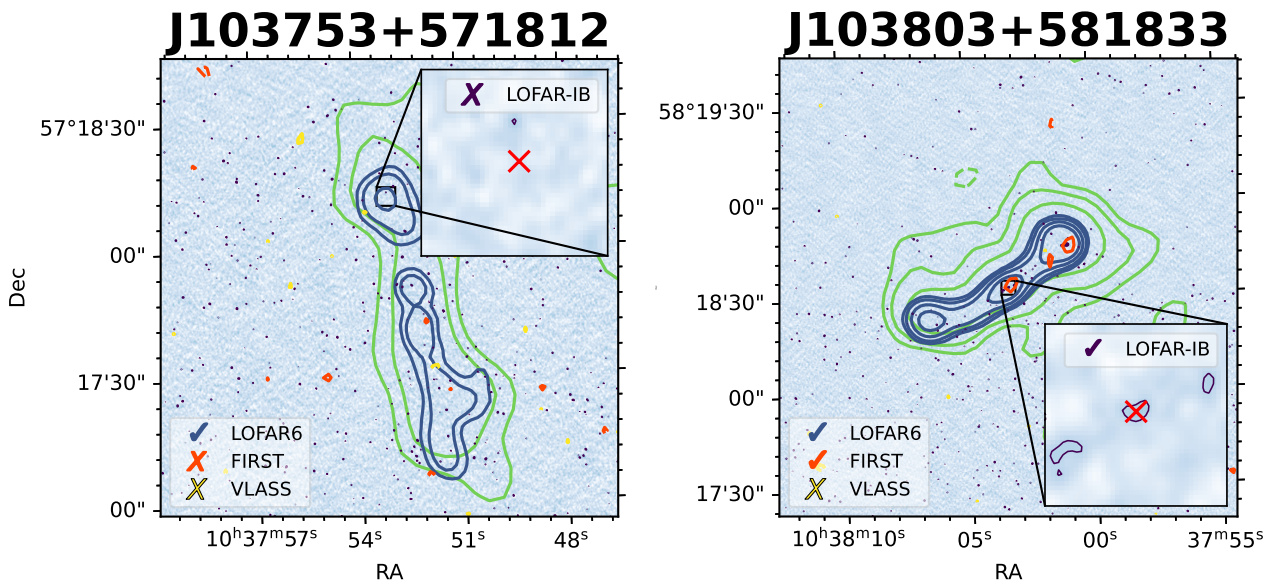 J103753+571812
J103803+581833
X LOFAR-IB
57°18'30"
00"
17'30"
00"
Dec
✓ LOFAR6
X FIRST
X VLASS
10ʰ37ᵐ57ˢ 54ˢ 51ˢ 48ˢ
RA
58°19'30"
00"
18'30"
00"
17'30"
✓ LOFAR-IB
✓ LOFAR6
✓ FIRST
X VLASS
10ʰ38ᵐ10ˢ 05ˢ 00ˢ 37ᵐ55ˢ
RA